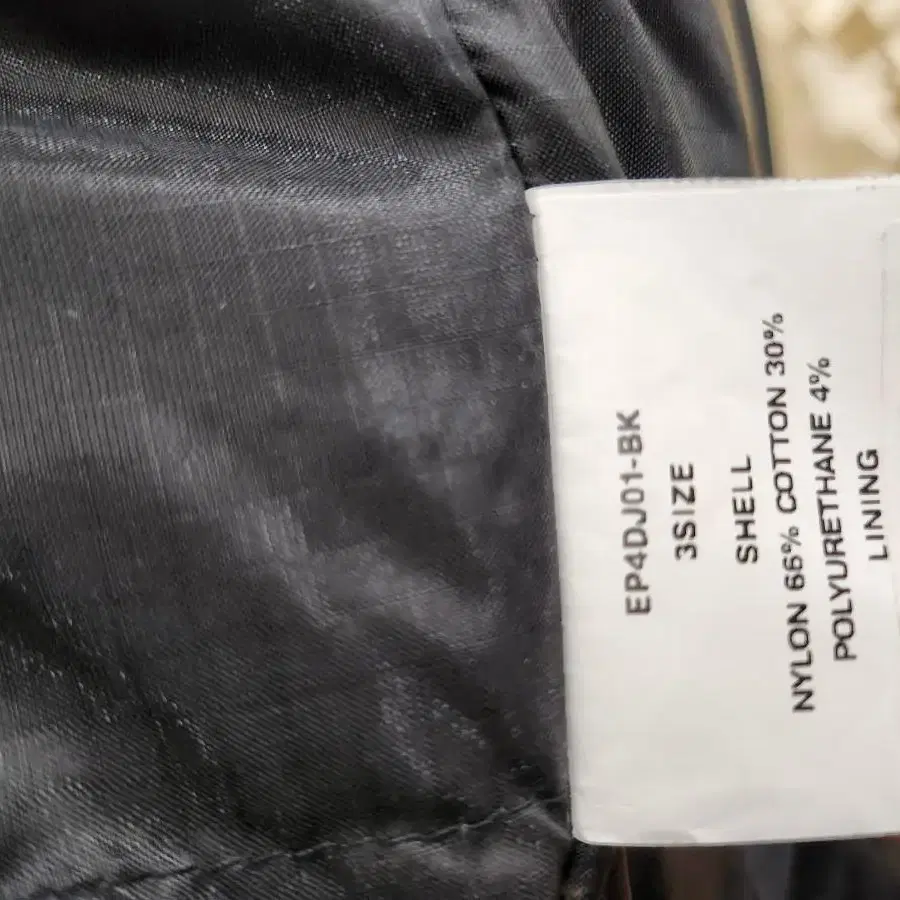 EP4DJ01-BK
3SIZE
SHELL
NYLON 66% COTTON 30%
POLYURETHANE 4%
LINING